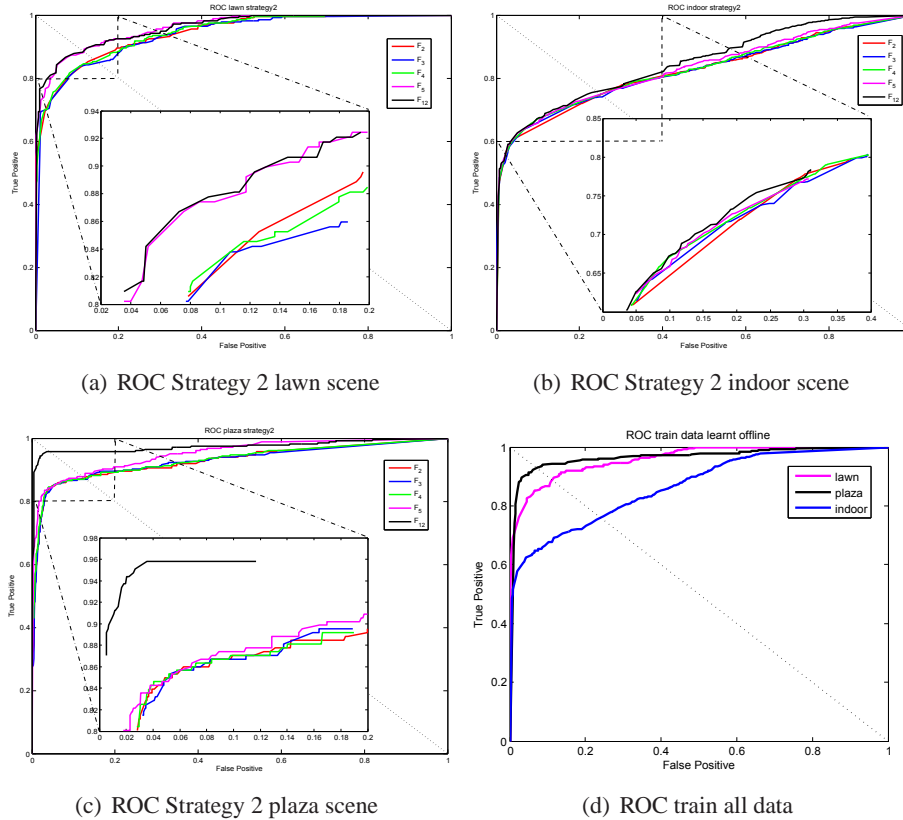 ROC lawn strategy2
True Positive
1
0.8
0.6
0.4
0.2
0
0.94
0.92
0.9
0.88
0.86
0.84
0.82
0.8
0.02 0.04 0.06 0.08 0.1 0.12 0.14 0.16 0.18 0.2
F2
F3
F4
F5
F12
0 0.2 0.4 0.6 0.8 1
False Positive
(a) ROC Strategy 2 lawn scene
ROC indoor strategy2
True Positive
1
0.8
0.6
0.4
0.2
0
0.85
0.8
0.75
0.7
0.65
0.6
0 0.05 0.1 0.15 0.2 0.25 0.3 0.35 0.4
F2
F3
F4
F5
F12
0 0.2 0.4 0.6 0.8
False Positive
(b) ROC Strategy 2 indoor scene
ROC plaza strategy2
True Positive
1
0.8
0.6
0.4
0.2
0
0.98
0.96
0.94
0.92
0.9
0.88
0.86
0.84
0.82
0.8
0 0.02 0.04 0.06 0.08 0.1 0.12 0.14 0.16 0.18 0.2
F2
F3
F4
F5
F12
0 0.2 0.4 0.6 0.8 1
False Positive
(c) ROC Strategy 2 plaza scene
ROC train data learnt offline
True Positive
1
0.8
0.6
0.4
0.2
0
lawn
plaza
indoor
0 0.2 0.4 0.6 0.8 1
False Positive
(d) ROC train all data